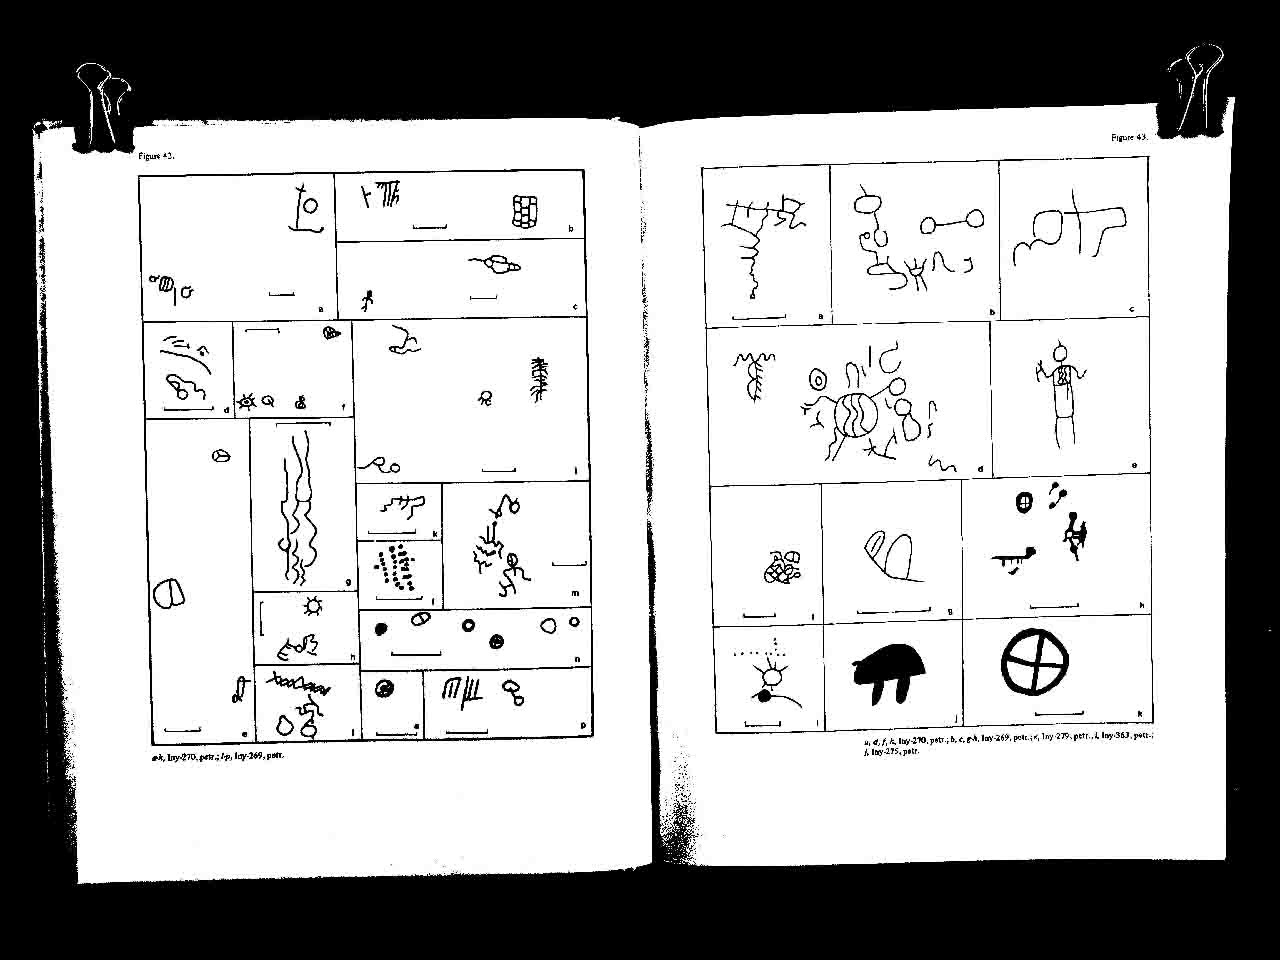 Figure 42.
a
b
c
d
f
i
e
g
k
l
m
h
n
j
o
p
a-k, Iny-270, petr.; l-p, Iny-269, petr.
Figure 43.
a
b
c
d
e
f
g
h
i
j
k
a, d, f, k, Iny-270, petr.; b, c, g-h, Iny-269, petr.; e, Iny-279, petr., i, Iny-363, petr.;
j, Iny-275, petr.